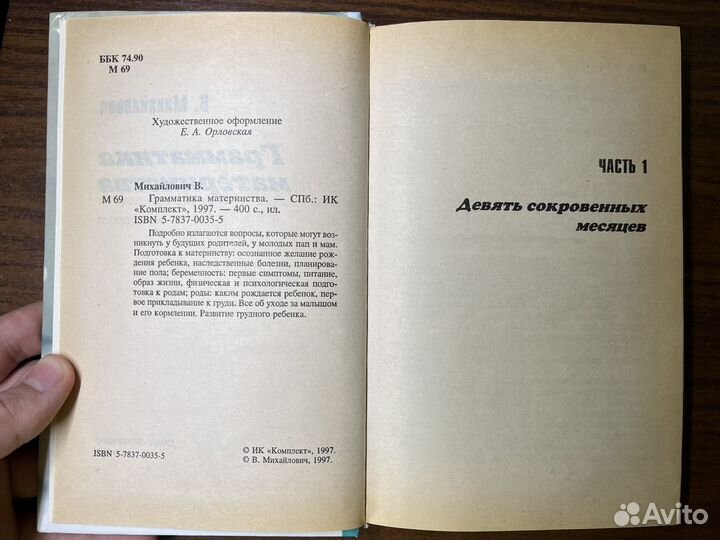 ББК 74.90
М 69
Художественное оформление
Е. А. Орловская
Михайлович В.
М 69 Грамматика материнства. — СПб.: ИК
«Комплект», 1997. — 400 с., ил.
ISBN 5-7837-0035-5
Подробно излагаются вопросы, которые могут воз-
никнуть у будущих родителей, у молодых пап и мам.
Подготовка к материнству: осознанное желание рож-
дения ребенка, наследственные болезни, планирова-
ние пола; беременность: первые симптомы, питание,
образ жизни, физическая и психологическая подго-
товка к родам; роды: каким рождается ребенок, пер-
вое прикладывание к груди. Все об уходе за малышом
и его кормлении. Развитие грудного ребенка.
ISBN 5-7837-0035-5
© ИК «Комплект», 1997.
© В. Михайлович, 1997.
ЧАСТЬ 1
Девять сокровенных
месяцев
Avito